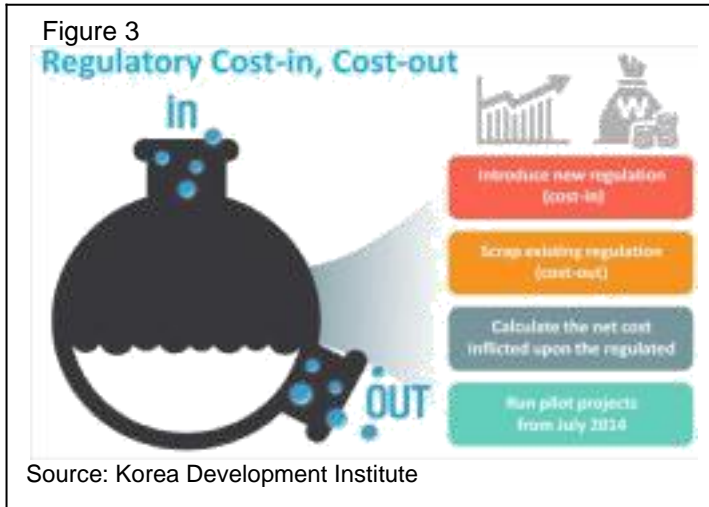 Figure 3
Regulatory Cost-in, Cost-out
in
W
Introduce new regulation
(cost-in)
Scrap existing regulation
(cost-out)
Calculate the net cost
inflicted upon the regulated
Run pilot projects
from July 2014
OUT
Source: Korea Development Institute